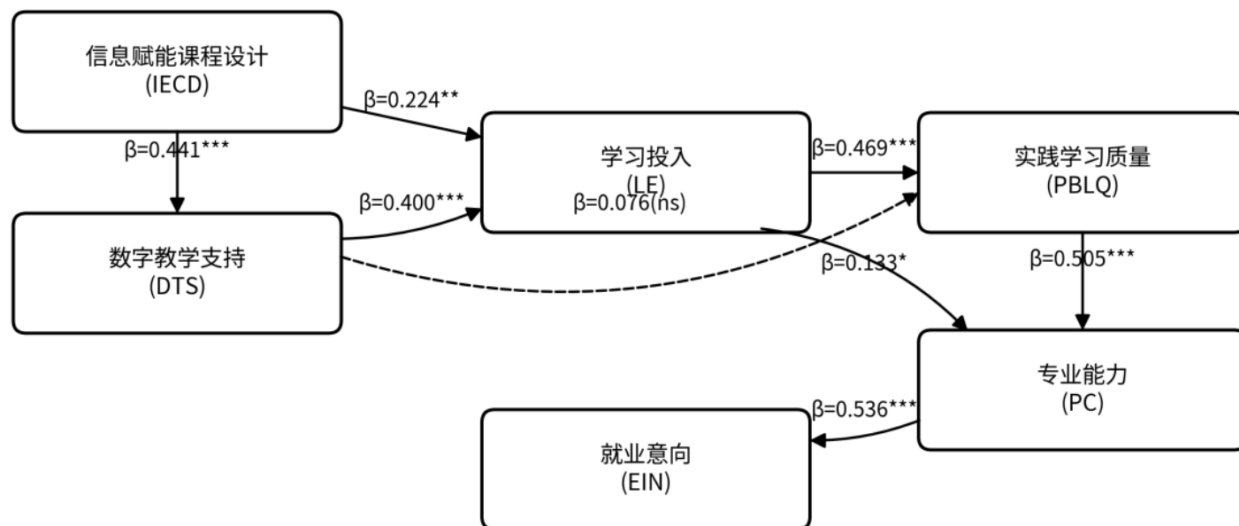 信息赋能课程设计
(IECD)
β=0.224**
β=0.441***
学习投入
(LE)
β=0.076(ns)
β=0.469***
实践学习质量
(PBLQ)
β=0.400***
数字教学支持
(DTS)
β=0.133*
β=0.505***
专业能力
(PC)
β=0.536***
就业意向
(EIN)